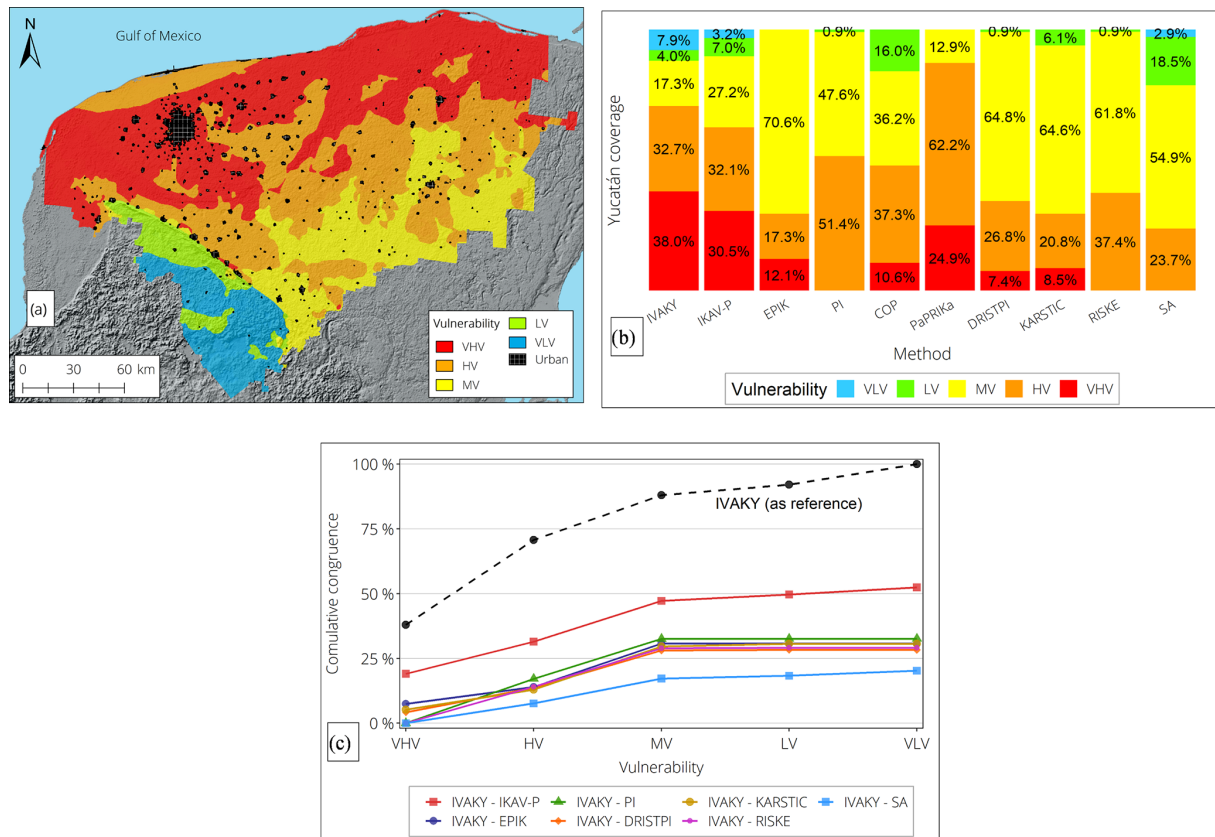 N
Gulf of Mexico
(a)
0 30 60 km
Vulnerability
VHV
HV
MV
LV
VLV
Urban
Yucatán coverage
7.9%
4.0%
17.3%
32.7%
38.0%
3.2%
7.0%
27.2%
32.1%
30.5%
70.6%
17.3%
12.1%
0.9%
47.6%
51.4%
16.0%
36.2%
37.3%
10.6%
12.9%
62.2%
24.9%
0.9%
64.8%
26.8%
7.4%
6.1%
64.6%
20.8%
8.5%
0.9%
61.8%
37.4%
2.9%
18.5%
54.9%
23.7%
IVAKY IKAV-P EPIK PI COP PaPRIKa DRISTPI KARSTIC RISKE SA
(b)
Method
Vulnerability VLV LV MV HV VHV
Comulative congruence
100 %
75 %
50 %
25 %
0 %
IVAKY (as reference)
(c)
VHV HV MV LV VLV
Vulnerability
IVAKY - IKAV-P IVAKY - PI IVAKY - KARSTIC IVAKY - SA
IVAKY - EPIK IVAKY - DRISTPI IVAKY - RISKE